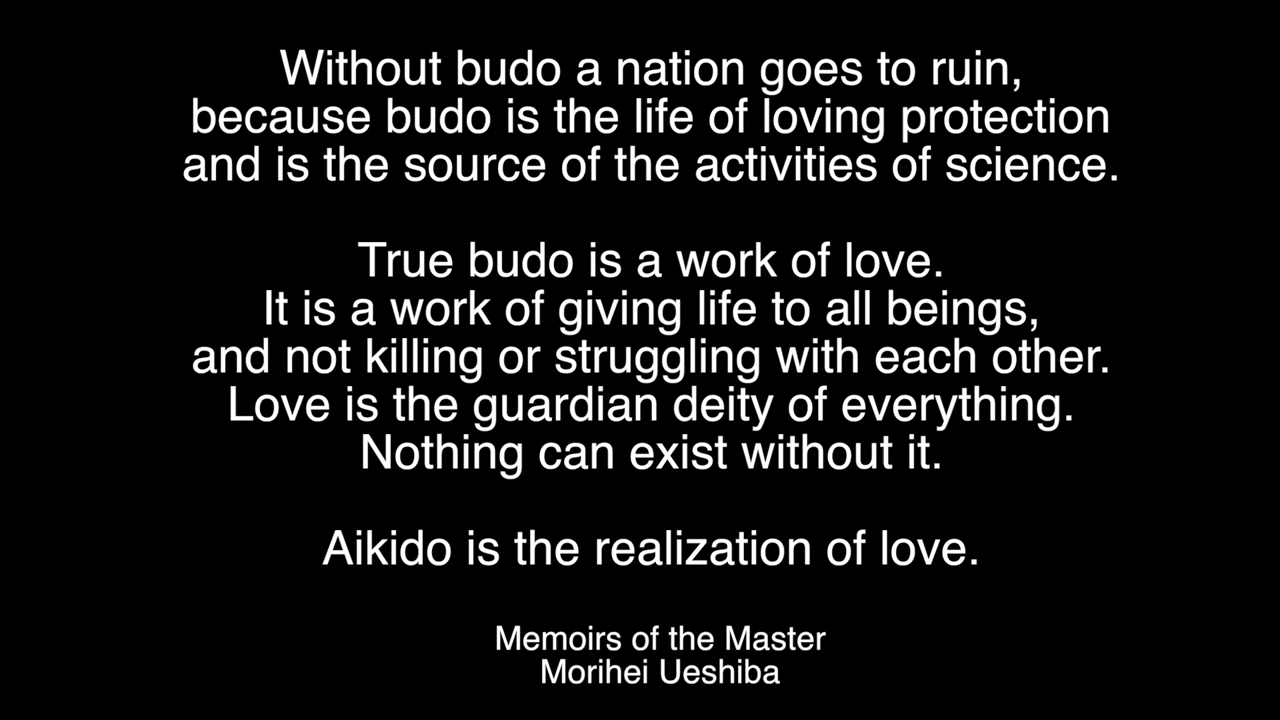 Without budo a nation goes to ruin,
because budo is the life of loving protection
and is the source of the activities of science.
True budo is a work of love.
It is a work of giving life to all beings,
and not killing or struggling with each other.
Love is the guardian deity of everything.
Nothing can exist without it.
Aikido is the realization of love.
Memoirs of the Master
Morihei Ueshiba